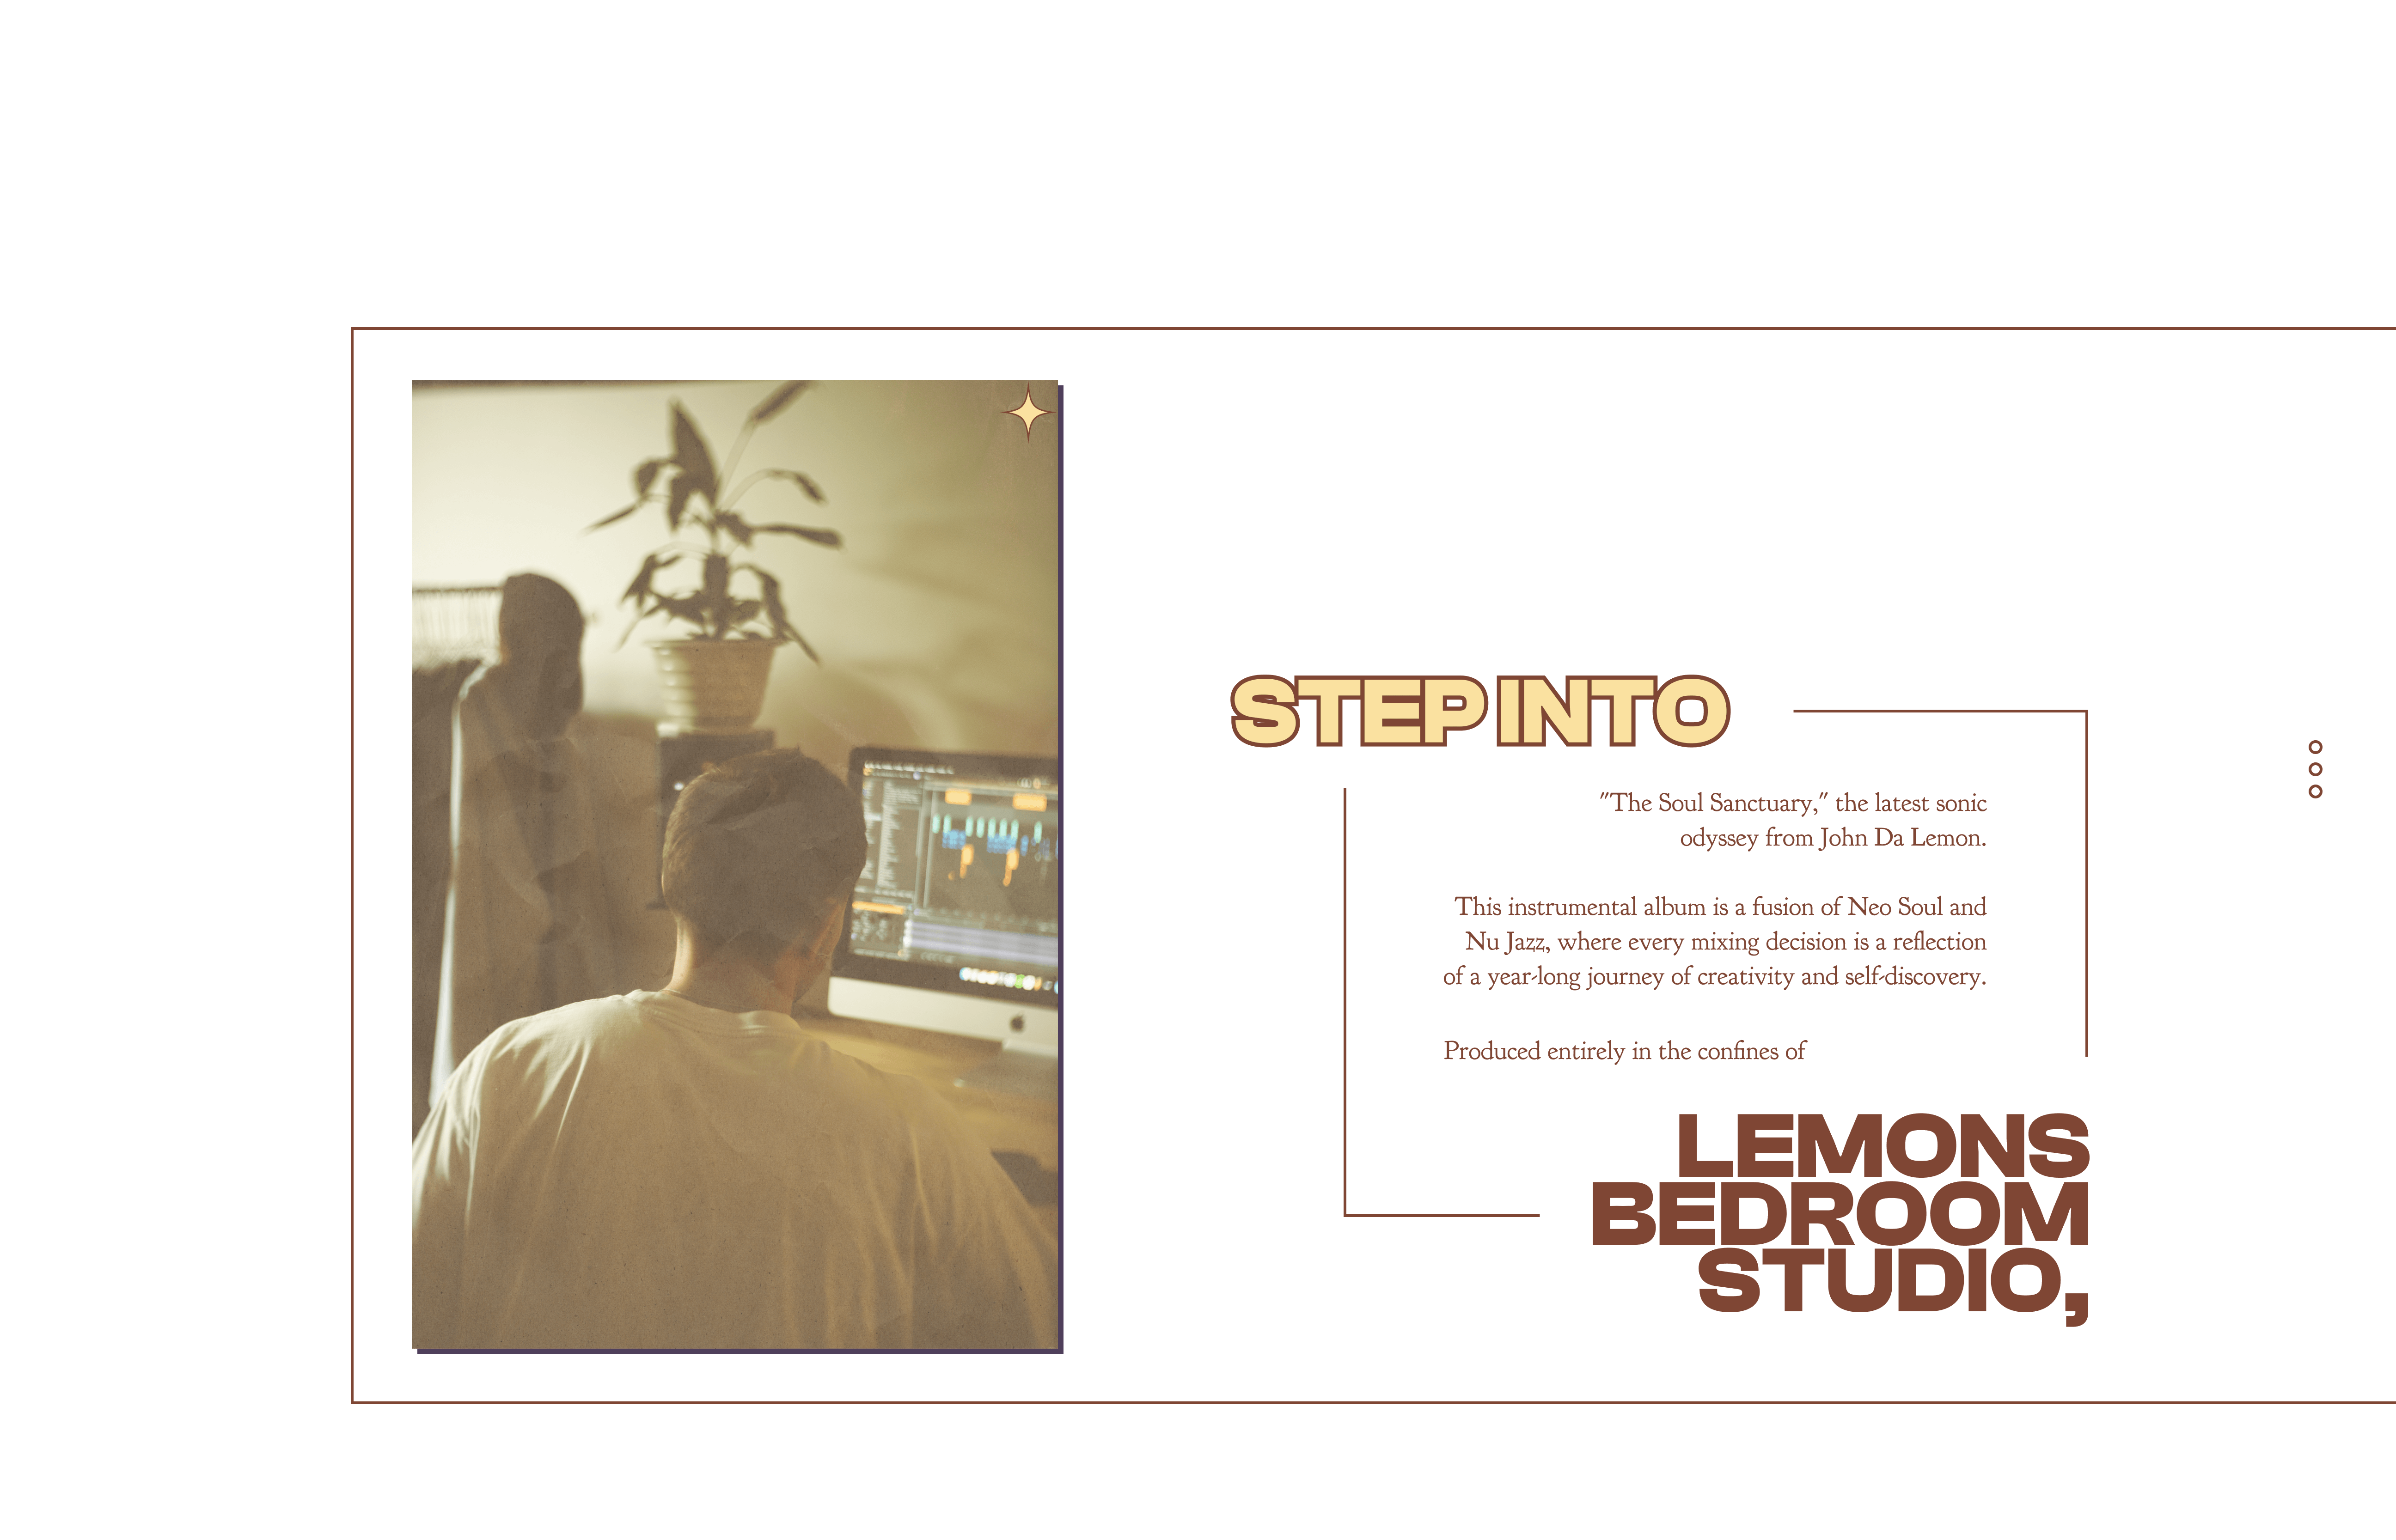 STEP INTO
"The Soul Sanctuary," the latest sonic
odyssey from John Da Lemon.
This instrumental album is a fusion of Neo Soul and
Nu Jazz, where every mixing decision is a reflection
of a year-long journey of creativity and self-discovery.
Produced entirely in the confines of
LEMONS
BEDROOM
STUDIO,